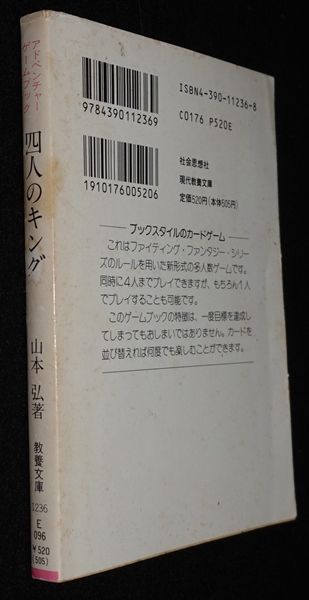 アドベンチャー
ゲームブック
四人のキング
山本 弘著
教養文庫
1236
E
096
¥520
(505)
9784390112369
ISBN4-390-11236-8
C0176 P520E
1910176005206
社会思想社
現代教養文庫
定価520円(本体505円)
ブックスタイルのカードゲーム
これはファイティング・ファンタジー・シリー
ズのルールを用いた新形式の多人数ゲームです。
同時に4人までプレイできますが、もちろん1人
でプレイすることも可能です。
このゲームブックの特徴は、一度目標を達成し
てしまってもおしまいではありません。カードを
並び替えれば何度でも楽しむことができます。